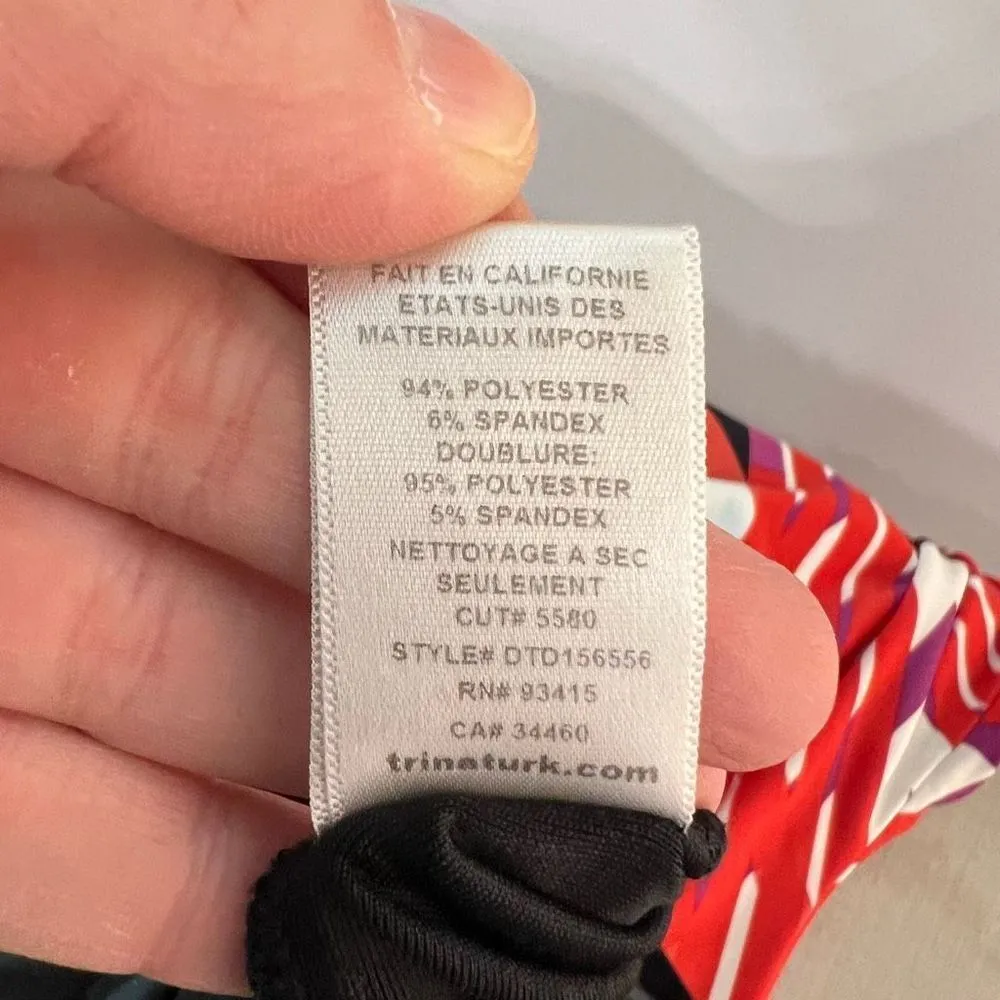 FAIT EN CALIFORNIE
ETATS-UNIS DES
MATERIAUX IMPORTES
94% POLYESTER
6% SPANDEX
DOUBLURE:
95% POLYESTER
5% SPANDEX
NETTOYAGE A SEC
SEULEMENT
CUT# 5580
STYLE# DTD156556
RN# 93415
CA# 34460
trinaturk.com